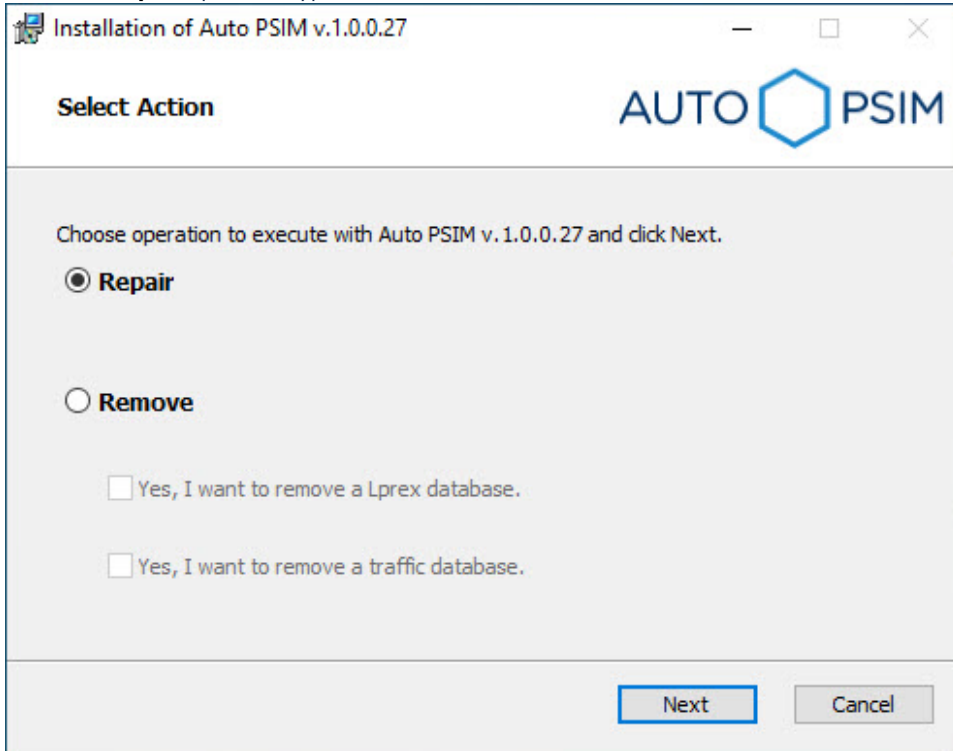 Installation of Auto PSIM v.1.0.0.27
Select Action
AUTO PSIM
Choose operation to execute with Auto PSIM v.1.0.0.27 and click Next.
Repair
Remove
Yes, I want to remove a Lprex database.
Yes, I want to remove a traffic database.
Next
Cancel